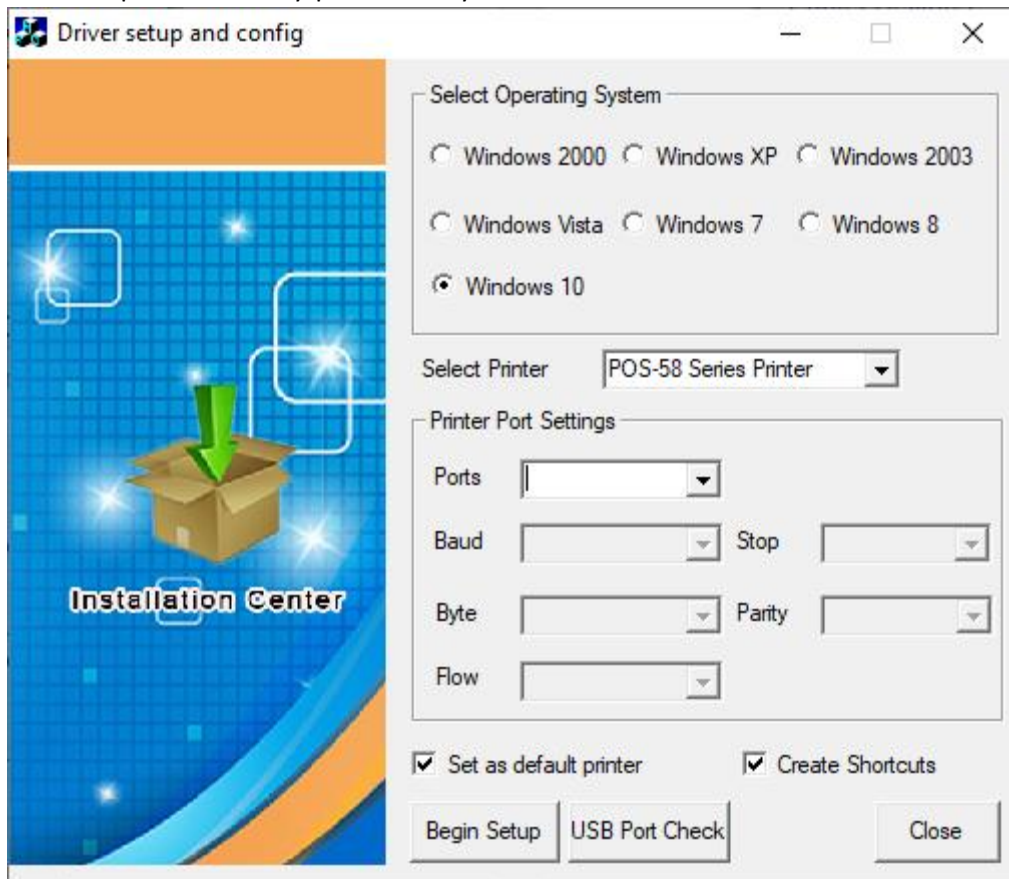 Driver setup and config
Select Operating System
Windows 2000 Windows XP Windows 2003
Windows Vista Windows 7 Windows 8
Windows 10
Select Printer POS-58 Series Printer
Printer Port Settings
Ports
Baud Stop
Byte Parity
Flow
Installation Center
Set as default printer Create Shortcuts
Begin Setup USB Port Check Close